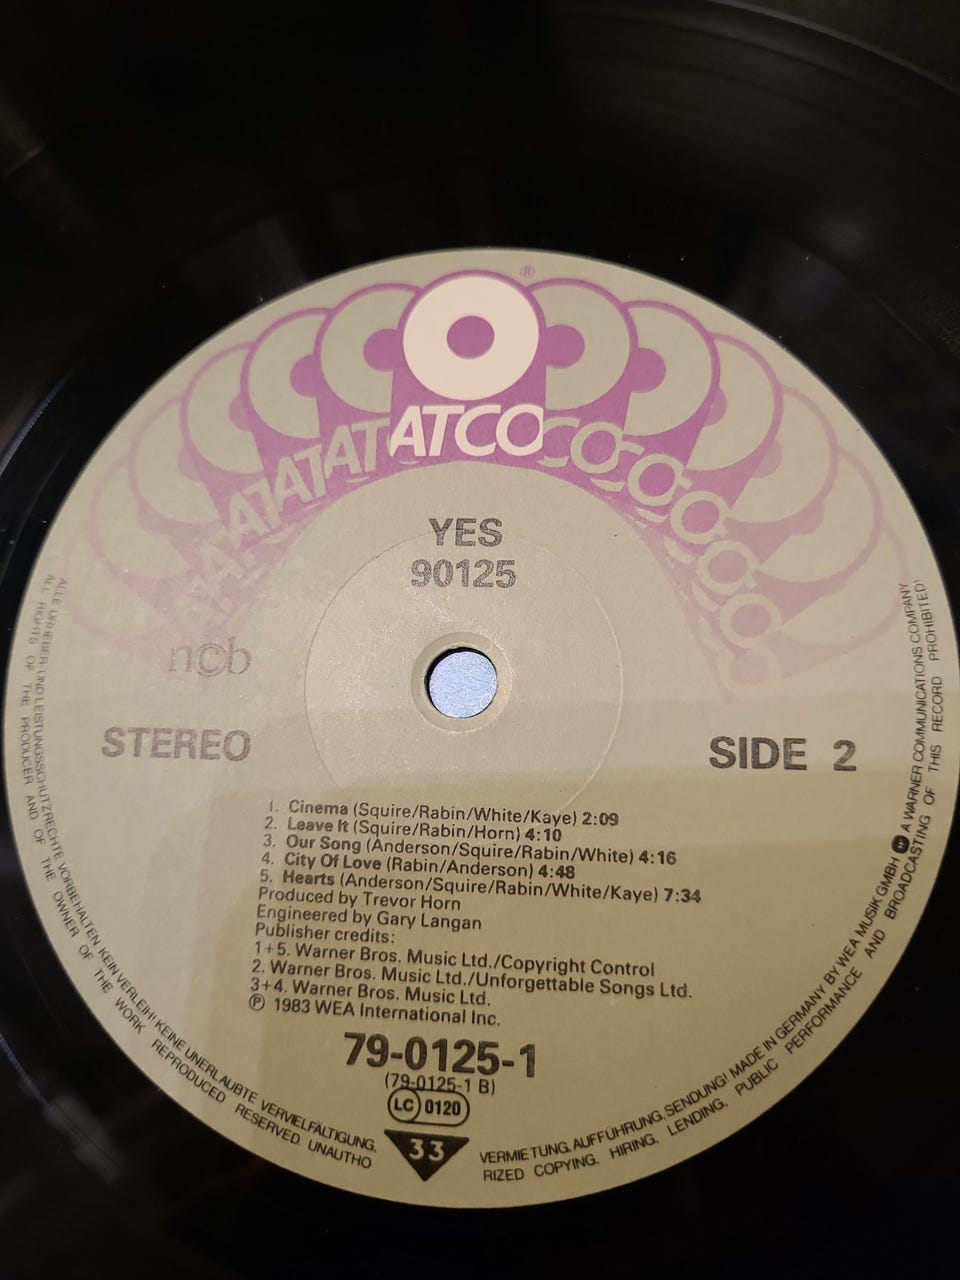 ®
ATCO
YES
90125
n©b
STEREO
SIDE 2
1. Cinema (Squire/Rabin/White/Kaye) 2:09
2. Leave It (Squire/Rabin/Horn) 4:10
3. Our Song (Anderson/Squire/Rabin/White) 4:16
4. City Of Love (Rabin/Anderson) 4:48
5. Hearts (Anderson/Squire/Rabin/White/Kaye) 7:34
Produced by Trevor Horn
Engineered by Gary Langan
Publisher credits:
1+5. Warner Bros. Music Ltd./Copyright Control
2. Warner Bros. Music Ltd./Unforgettable Songs Ltd.
3+4. Warner Bros. Music Ltd.
℗ 1983 WEA International Inc.
79-0125-1
(79-0125-1 B)
LC 0120
33
ALLE URHEBER- UND LEISTUNGSSCHUTZRECHTE VORBEHALTEN. KEIN VERLEIH! KEINE UNERLAUBTE VERVIELFÄLTIGUNG, VERMIETUNG, AUFFÜHRUNG, SENDUNG! MADE IN GERMANY BY WEA MUSIK GMBH A WARNER COMMUNICATIONS COMPANY
ALL RIGHTS OF THE PRODUCER AND OF THE OWNER OF THE WORK REPRODUCED RESERVED. UNAUTHORIZED COPYING, HIRING, LENDING, PUBLIC PERFORMANCE AND BROADCASTING OF THIS RECORD PROHIBITED!